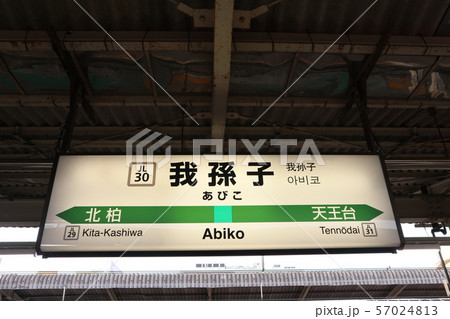 JL
30
我孫子
我孙子
아비코
あびこ
北柏
天王台
JL
29
Kita-Kashiwa
Abiko
Tennōdai
JL
31
PIXTA
pixta.jp - 57024813